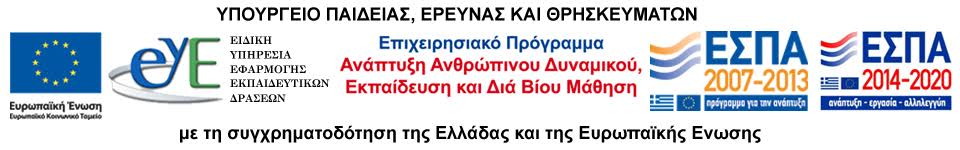 ΥΠΟΥΡΓΕΙΟ ΠΑΙΔΕΙΑΣ, ΕΡΕΥΝΑΣ ΚΑΙ ΘΡΗΣΚΕΥΜΑΤΩΝ
Ευρωπαϊκή Ένωση
Ευρωπαϊκό Κοινωνικό Ταμείο
eye
ΕΙΔΙΚΗ
ΥΠΗΡΕΣΙΑ
ΕΦΑΡΜΟΓΗΣ
ΕΚΠΑΙΔΕΥΤΙΚΩΝ
ΔΡΑΣΕΩΝ
Επιχειρησιακό Πρόγραμμα
Ανάπτυξη Ανθρώπινου Δυναμικού,
Εκπαίδευση και Διά Βίου Μάθηση
ΕΣΠΑ
2007-2013
πρόγραμμα για την ανάπτυξη
ΕΣΠΑ
2014-2020
ανάπτυξη - εργασία - αλληλεγγύη
με τη συγχρηματοδότηση της Ελλάδας και της Ευρωπαϊκής Ενωσης